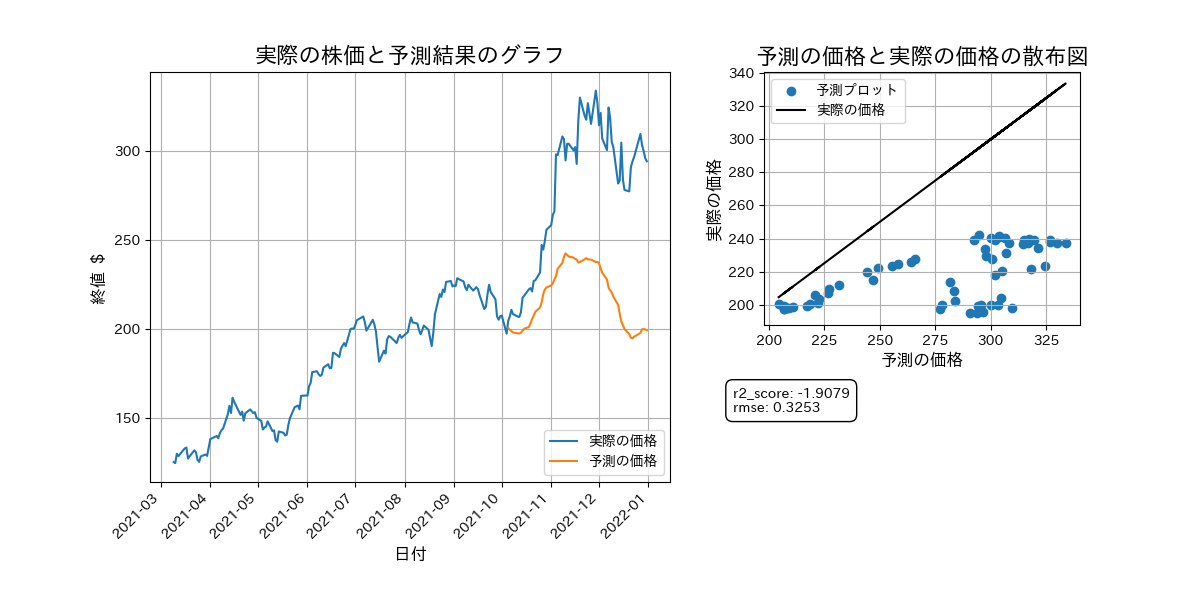 実際の株価と予測結果のグラフ
終値 $
300
250
200
150
2021-03
2021-04
2021-05
2021-06
2021-07
2021-08
2021-09
2021-10
2021-11
2021-12
2022-01
日付
実際の価格
予測の価格
予測の価格と実際の価格の散布図
実際の価格
340
320
300
280
260
240
220
200
200
225
250
275
300
325
予測の価格
予測プロット
実際の価格
r2_score: -1.9079
rmse: 0.3253